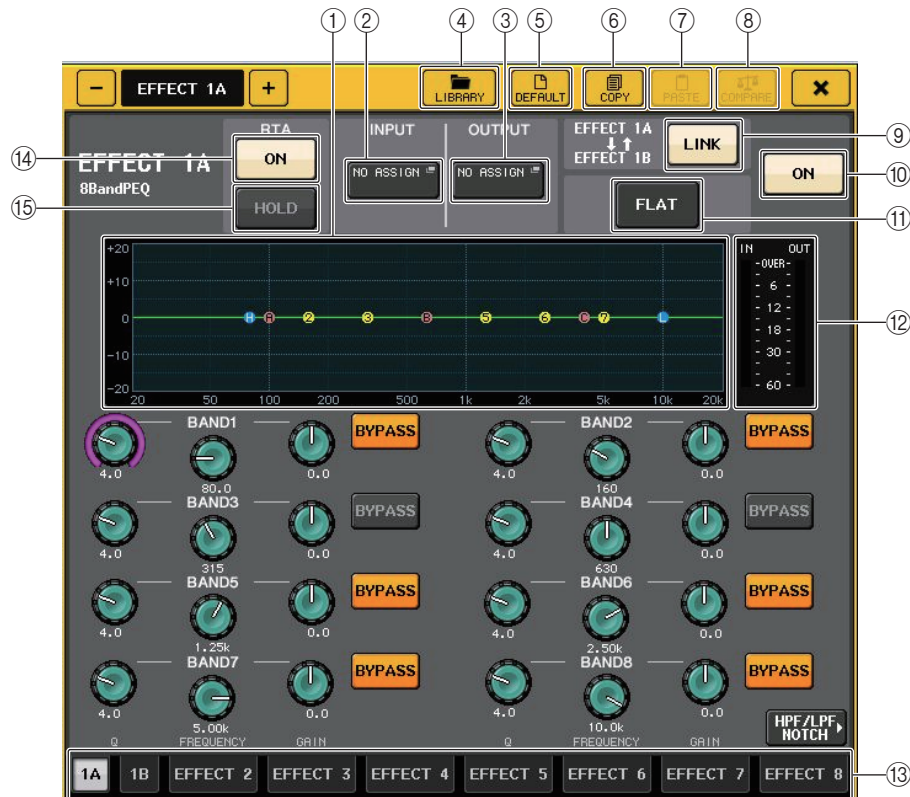 ① ② ④ ⑤ ⑥ ⑦ ⑧
EFFECT 1A
LIBRARY
DEFAULT
COPY
PASTE
COMPARE
EFFECT 1A
8BandPEQ
RTA
ON
HOLD
INPUT
NO ASSIGN
OUTPUT
NO ASSIGN
③
EFFECT 1A
EFFECT 1B
LINK
FLAT
ON
⑨
⑩
⑪
⑫
⑬
⑭
⑮
+20
+10
0
-10
-20
H A 2 3 B 5 6 C 7 L
20 50 100 200 500 1k 2k 5k 10k 20k
IN OUT
-OVER-
- 6 -
- 12 -
- 18 -
- 30 -
- 60 -
BAND1
4.0 80.0 0.0
BYPASS
BAND2
4.0 160 0.0
BYPASS
BAND3
4.0 315 0.0
BYPASS
BAND4
4.0 630 0.0
BYPASS
BAND5
4.0 1.25k 0.0
BYPASS
BAND6
4.0 2.50k 0.0
BYPASS
BAND7
4.0 5.00k 0.0
BYPASS
BAND8
4.0 10.0k 0.0
BYPASS
Q FREQUENCY GAIN
Q FREQUENCY GAIN
HPF/LPF
NOTCH
1A 1B EFFECT 2 EFFECT 3 EFFECT 4 EFFECT 5 EFFECT 6 EFFECT 7 EFFECT 8